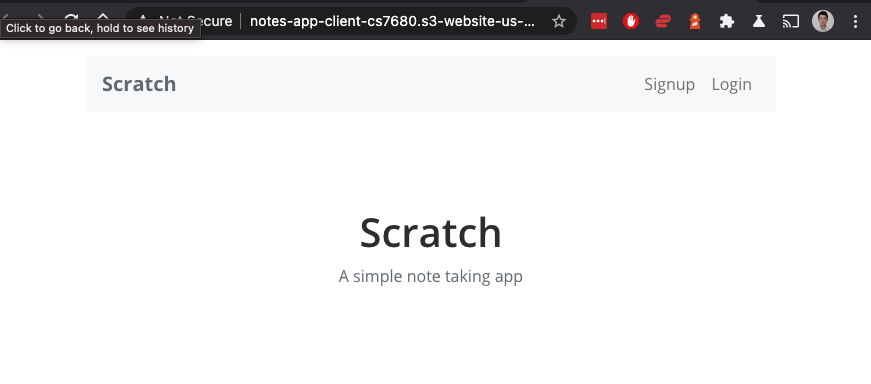 Click to go back, hold to see history
Not Secure
notes-app-client-cs7680.s3-website-us-...
Scratch
Signup
Login
Scratch
A simple note taking app